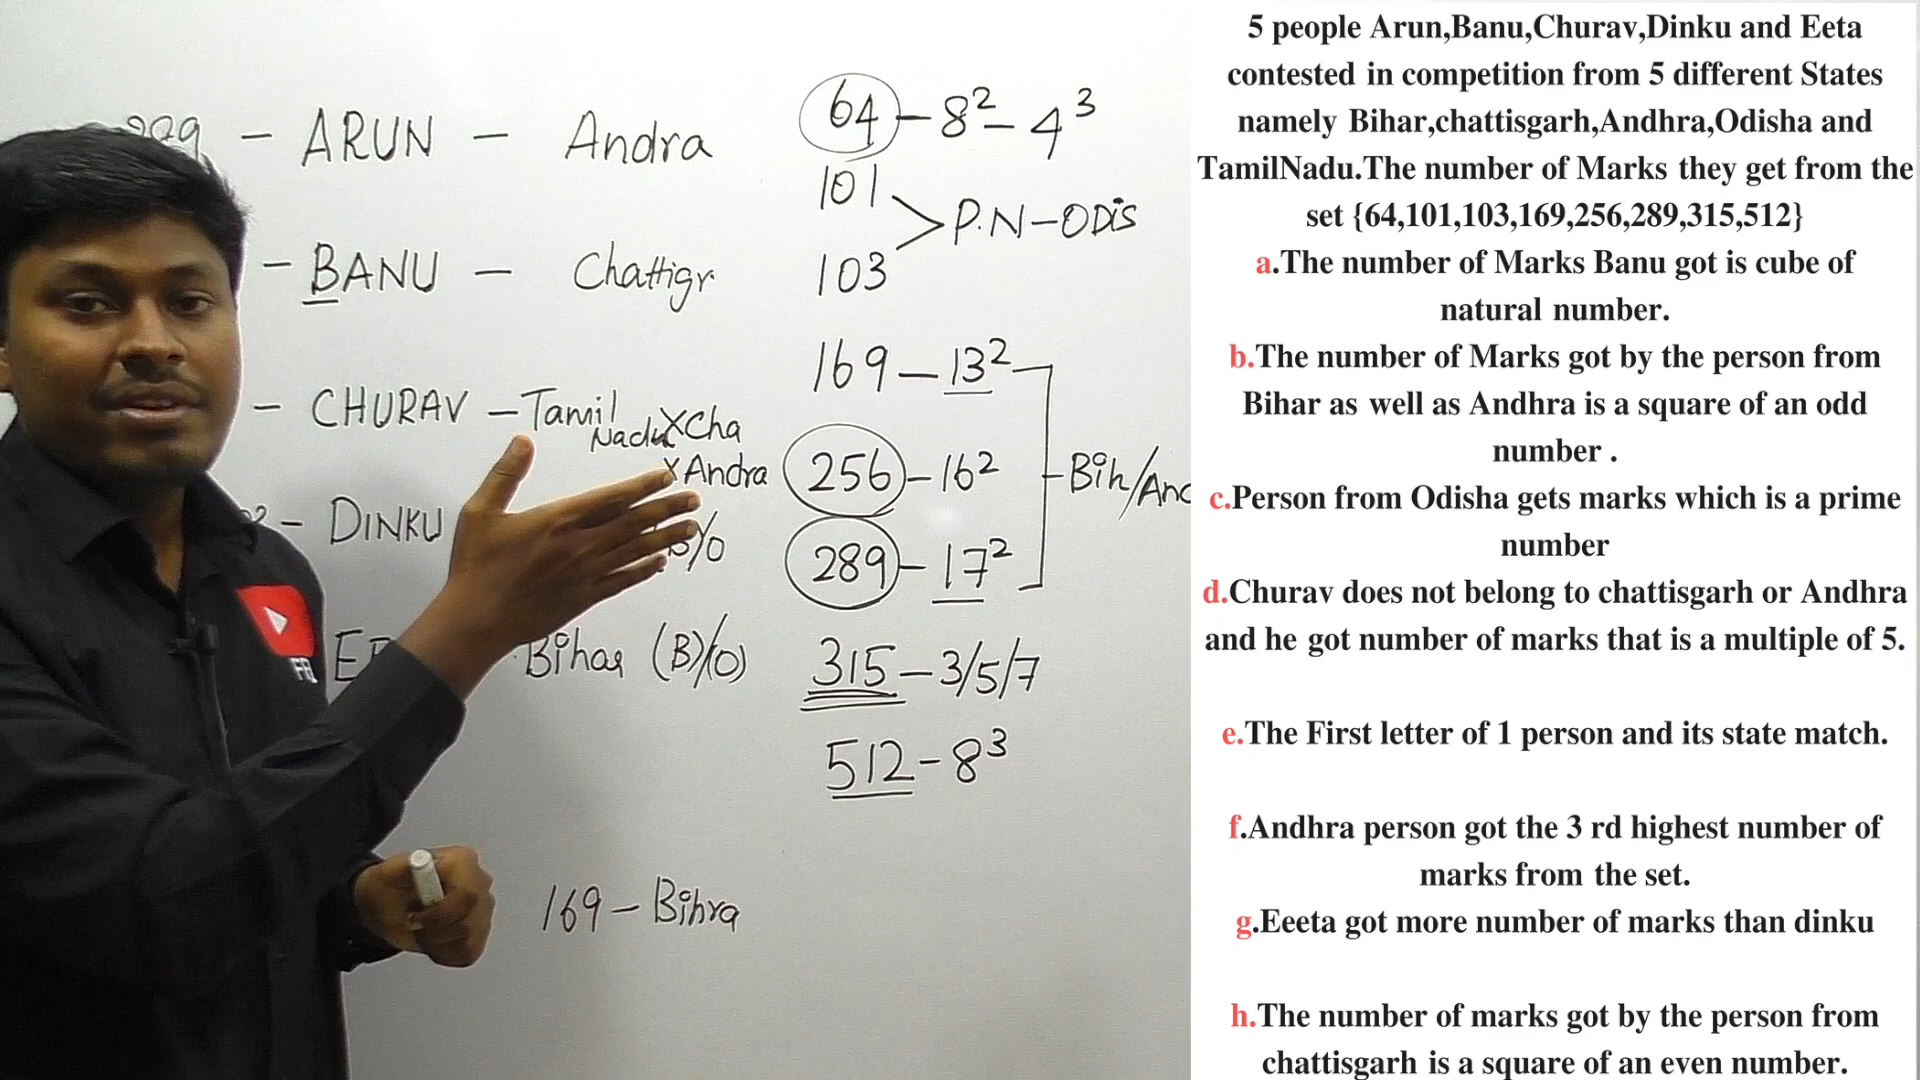 289 - ARUN - Andra
- BANU - Chattigr
- CHURAV - Tamil
Nadu X Cha
X Andra
- DINKU B/O
Bihar (B)/(O)
169 - Bihra
64 - 8² - 4³
101
> P.N - ODIS
103
169 - 13²
256 - 16² - Bih/And
289 - 17²
315 - 3/5/7
512 - 8³
5 people Arun,Banu,Churav,Dinku and Eeta
contested in competition from 5 different States
namely Bihar,chattisgarh,Andhra,Odisha and
TamilNadu.The number of Marks they get from the
set {64,101,103,169,256,289,315,512}
a.The number of Marks Banu got is cube of
natural number.
b.The number of Marks got by the person from
Bihar as well as Andhra is a square of an odd
number .
c.Person from Odisha gets marks which is a prime
number
d.Churav does not belong to chattisgarh or Andhra
and he got number of marks that is a multiple of 5.
e.The First letter of 1 person and its state match.
f.Andhra person got the 3 rd highest number of
marks from the set.
g.Eeeta got more number of marks than dinku
h.The number of marks got by the person from
chattisgarh is a square of an even number.